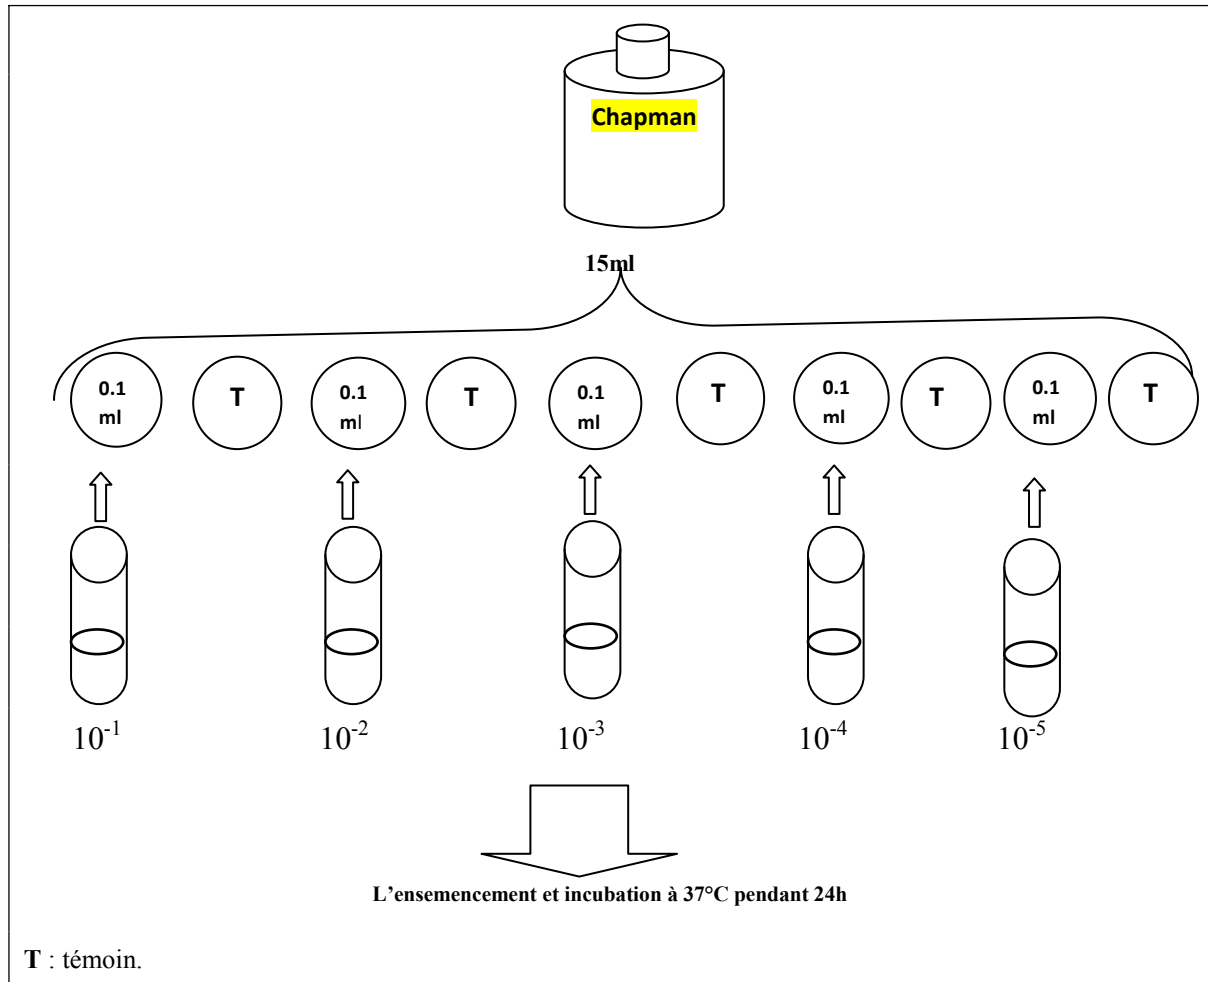 Chapman
15ml
0.1 ml T 0.1 ml T 0.1 ml T 0.1 ml T 0.1 ml T
10⁻¹ 10⁻² 10⁻³ 10⁻⁴ 10⁻⁵
L'ensemencement et incubation à 37°C pendant 24h
T : témoin.